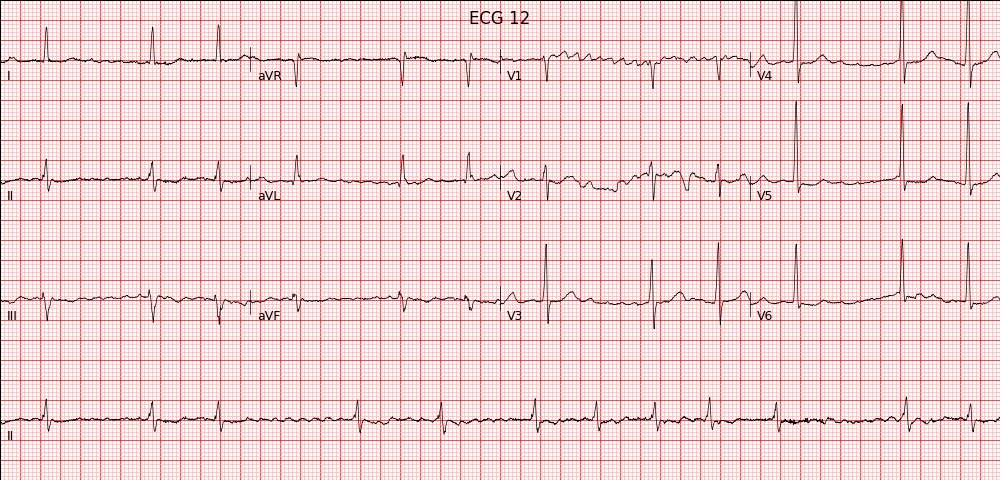 ECG 12
I aVR V1 V4
II aVL V2 V5
III aVF V3 V6
II